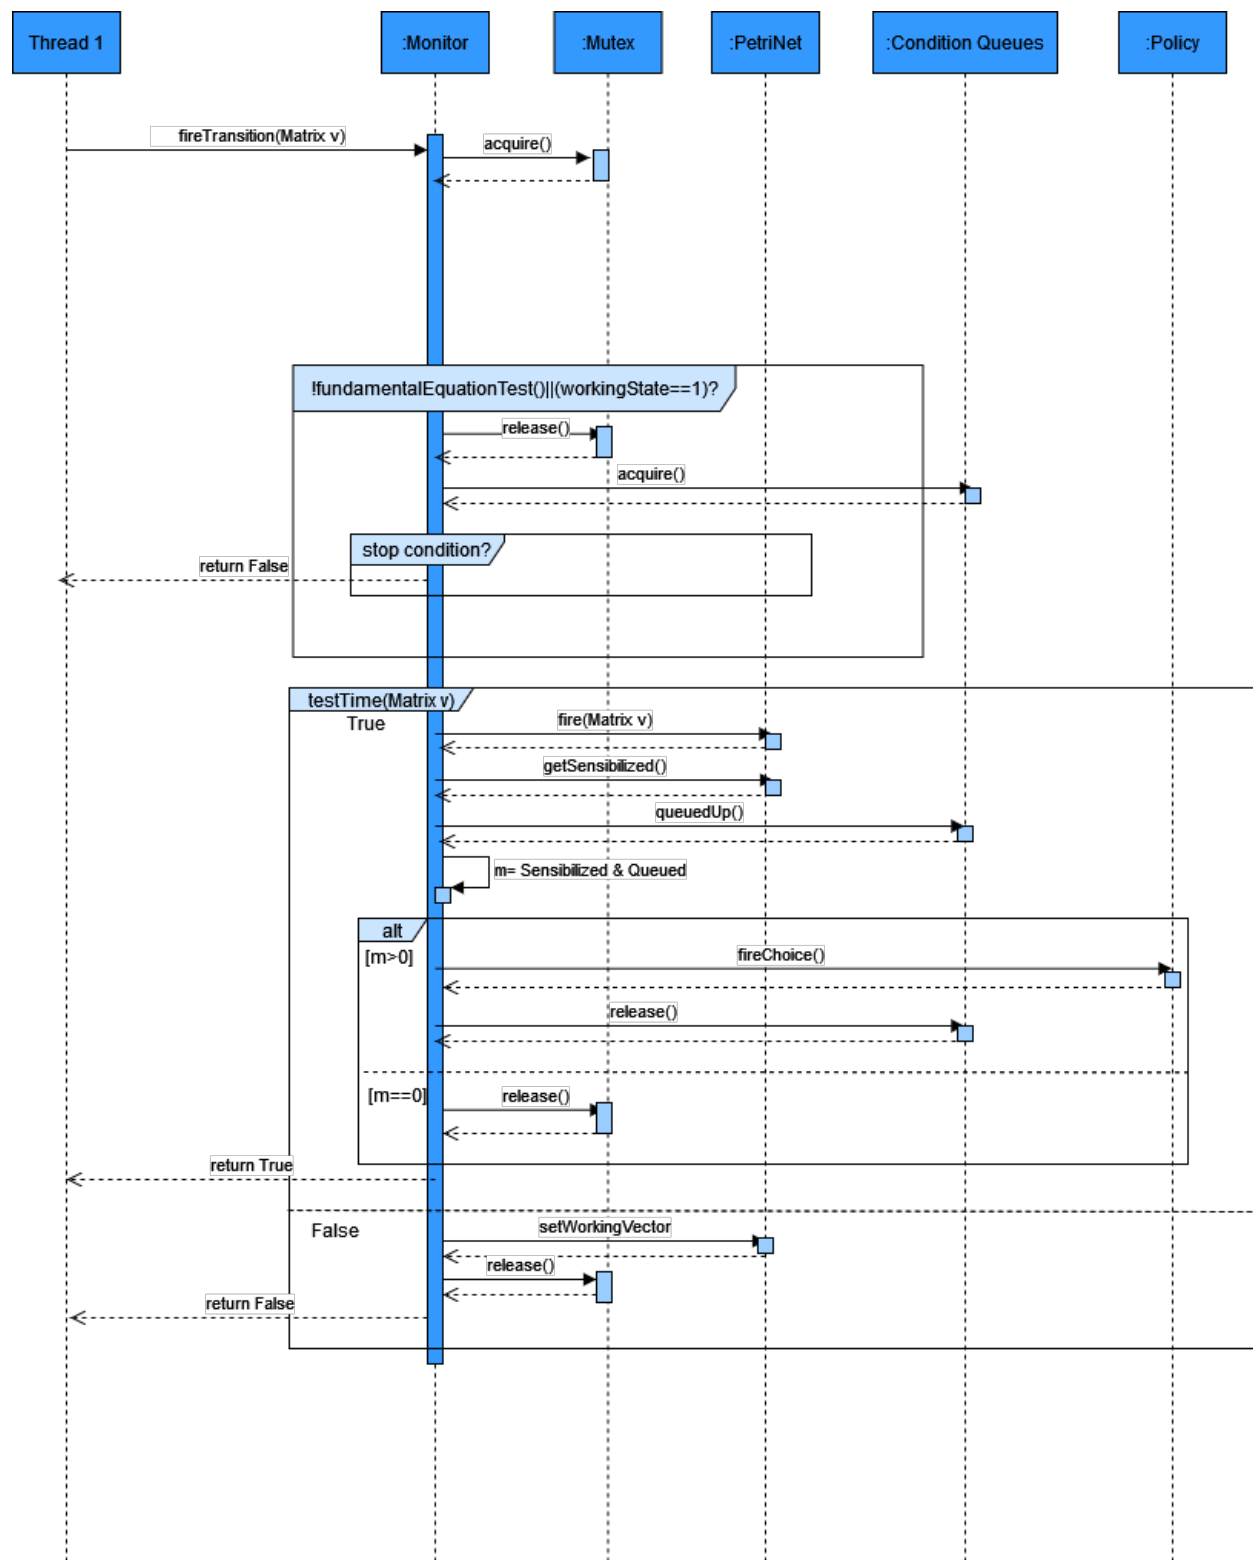 Thread 1
:Monitor
:Mutex
:PetriNet
:Condition Queues
:Policy
fireTransition(Matrix v)
acquire()
!fundamentalEquationTest()||(workingState==1)?
release()
acquire()
stop condition?
return False
testTime(Matrix v)
True
fire(Matrix v)
getSensibilized()
queuedUp()
m= Sensibilized & Queued
alt
[m>0]
fireChoice()
release()
[m==0]
release()
return True
False
setWorkingVector
release()
return False